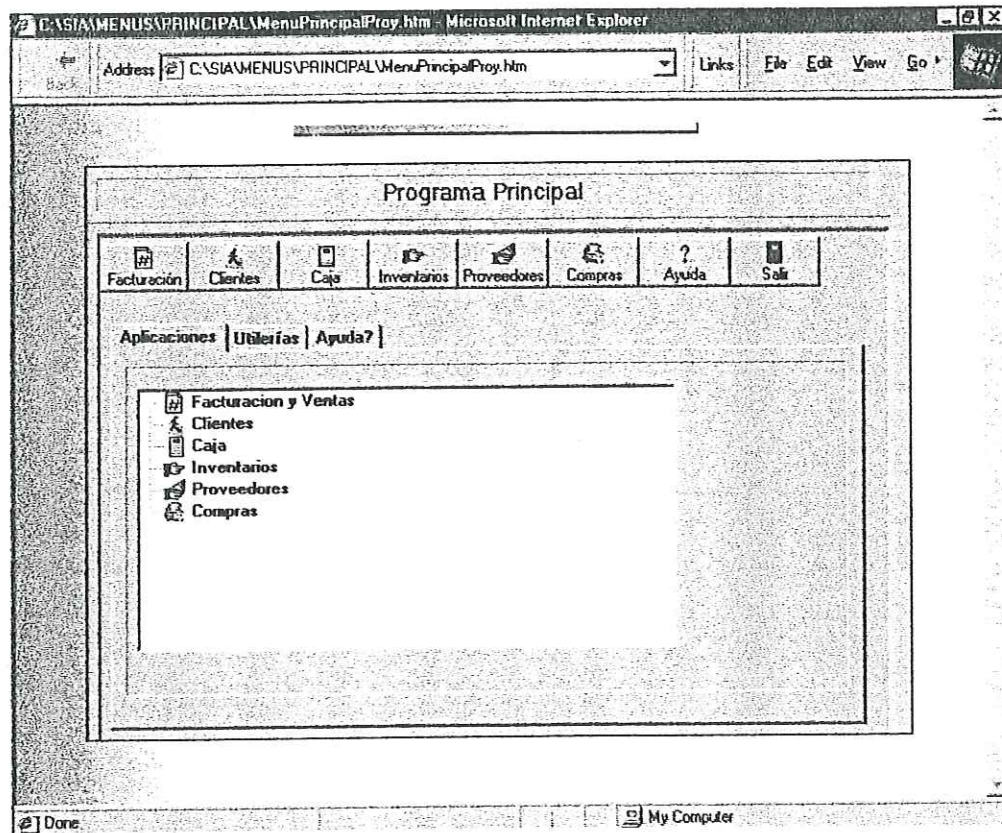 C:\SIA\MENUS\PRINCIPAL\MenuPrincipalProy.htm - Microsoft Internet Explorer
Back Address C:\SIA\MENUS\PRINCIPAL\MenuPrincipalProy.htm Links File Edit View Go
Programa Principal
Facturación Clientes Caja Inventarios Proveedores Compras ? Ayuda Salir
Aplicaciones Utilerías Ayuda?
Facturacion y Ventas
Clientes
Caja
Inventarios
Proveedores
Compras
Done My Computer